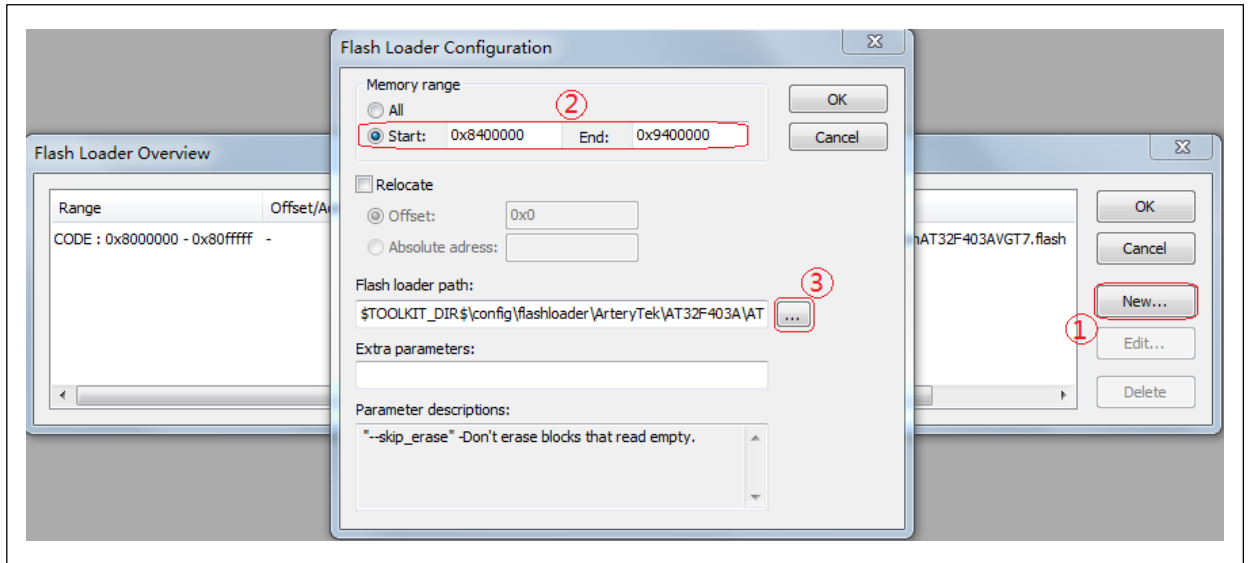 Flash Loader Configuration
Memory range
All
②
Start: 0x8400000 End: 0x9400000
OK
Cancel
Relocate
Offset: 0x0
Absolute adress:
Flash loader path:
③
$TOOLKIT_DIR$\config\flashloader\ArteryTek\AT32F403A\AT
...
Extra parameters:
Parameter descriptions:
"--skip_erase" -Don't erase blocks that read empty.
Flash Loader Overview
Range Offset/A
CODE : 0x8000000 - 0x80fffff - AT32F403AVGT7.flash
OK
Cancel
New...
①
Edit...
Delete